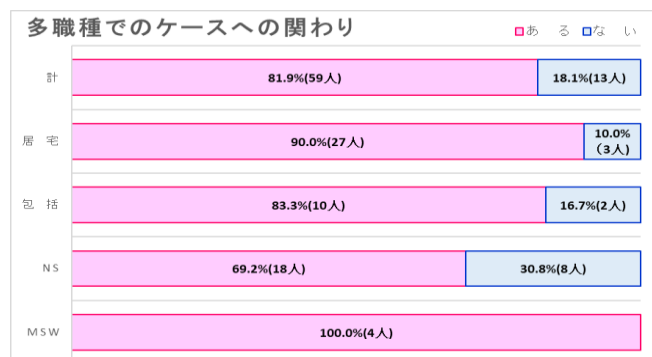 多職種でのケースへの関わり
あ る な い
計 81.9%(59人) 18.1%(13人)
居 宅 90.0%(27人) 10.0%
(3人)
包 括 83.3%(10人) 16.7%(2人)
NS 69.2%(18人) 30.8%(8人)
MSW 100.0%(4人)